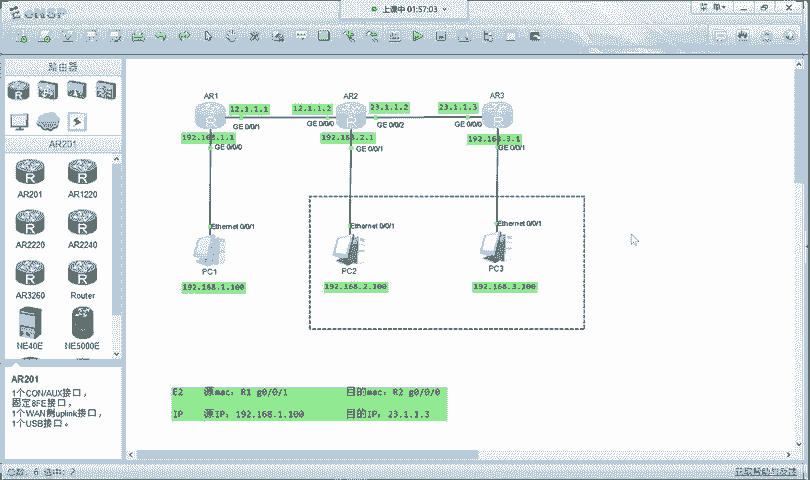 eNSP
上课中 01:57:03
菜 单
路由器
AR201
AR201
AR1220
AR2220
AR2240
AR3260
Router
NE40E
NE5000E
AR201
1个CON/AUX接口，
固定8FE接口，
1个WAN侧uplink接口，
1个USB接口。
AR1
AR2
AR3
12.1.1.1
12.1.1.2
23.1.1.2
23.1.1.3
GE 0/0/1
GE 0/0/0
GE 0/0/2
GE 0/0/0
192.168.1.1
192.168.2.1
192.168.3.1
GE 0/0/0
GE 0/0/1
GE 0/0/1
Ethernet 0/0/1
Ethernet 0/0/1
Ethernet 0/0/1
PC1
PC2
PC3
192.168.1.100
192.168.2.100
192.168.3.100
E2 源mac：R1 g0/0/1 目的mac：R2 g0/0/0
IP 源IP：192.168.1.100 目的IP：23.1.1.3
总数：6 选中：2
获取帮助与反馈